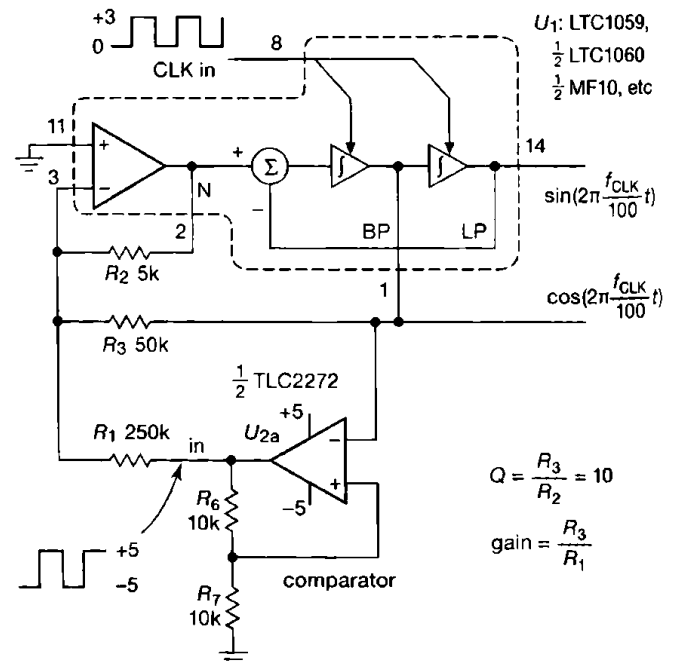 +3
0
CLK in
8
U1: LTC1059,
½ LTC1060
½ MF10, etc
11
+
3
−
N
2
+
Σ
−
∫
∫
BP
LP
14
sin(2π fCLK/100 t)
1
cos(2π fCLK/100 t)
R2 5k
R3 50k
½ TLC2272
+5
U2a
−
+
−5
R1 250k
in
R6
10k
R7
10k
comparator
+5
−5
Q = R3/R2 = 10
gain = R3/R1